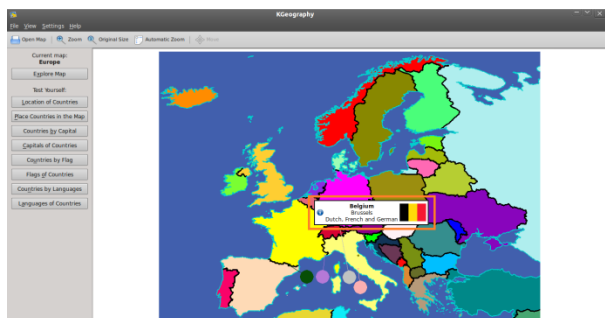 KGeography
File View Settings Help
Open Map Zoom Original Size Automatic Zoom Move
Current map:
Europe
Explore Map
Test Yourself:
Location of Countries
Place Countries in the Map
Countries by Capital
Capitals of Countries
Countries by Flag
Flags of Countries
Countries by Languages
Languages of Countries
Belgium
Brussels
Dutch, French and German